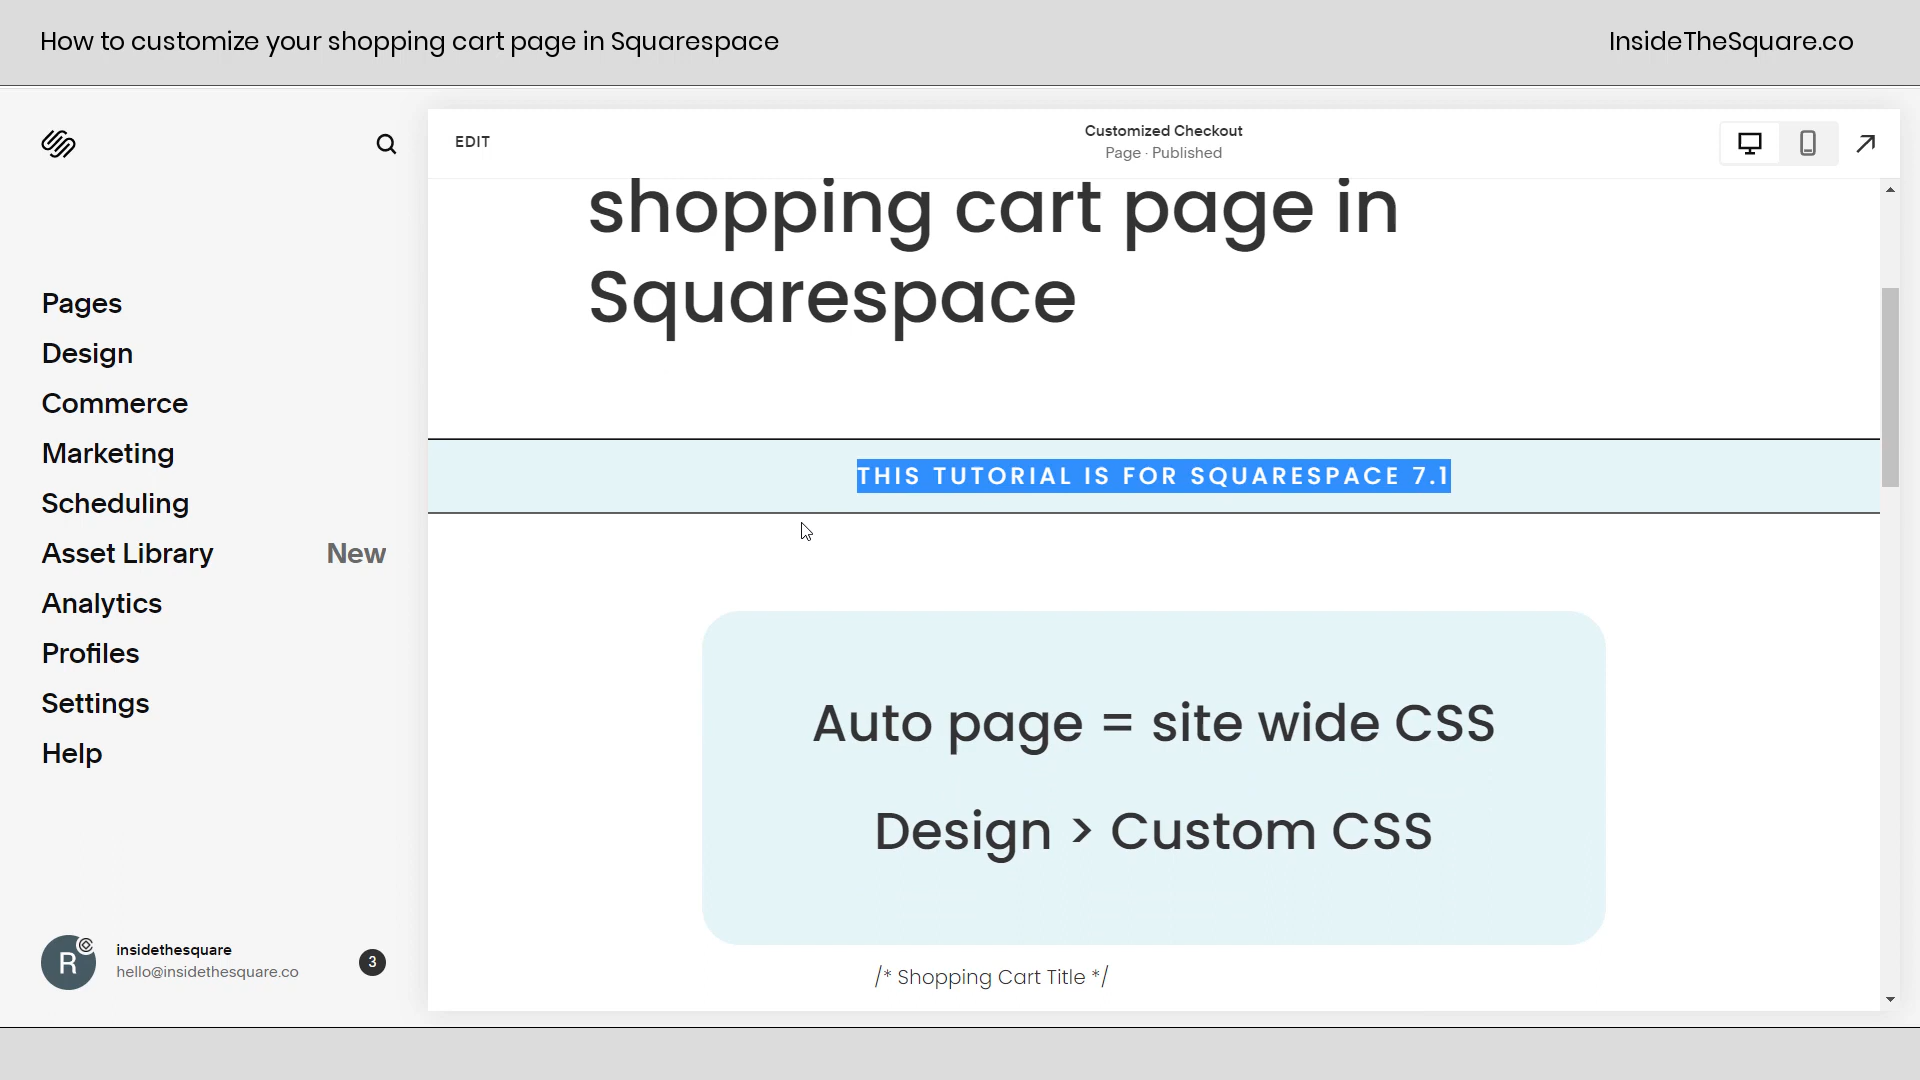 How to customize your shopping cart page in Squarespace
InsideTheSquare.co
EDIT
Customized Checkout
Page · Published
shopping cart page in
Squarespace
Pages
Design
Commerce
Marketing
Scheduling
Asset Library New
Analytics
Profiles
Settings
Help
THIS TUTORIAL IS FOR SQUARESPACE 7.1
Auto page = site wide CSS
Design > Custom CSS
/* Shopping Cart Title */
R
insidethesquare
hello@insidethesquare.co
3